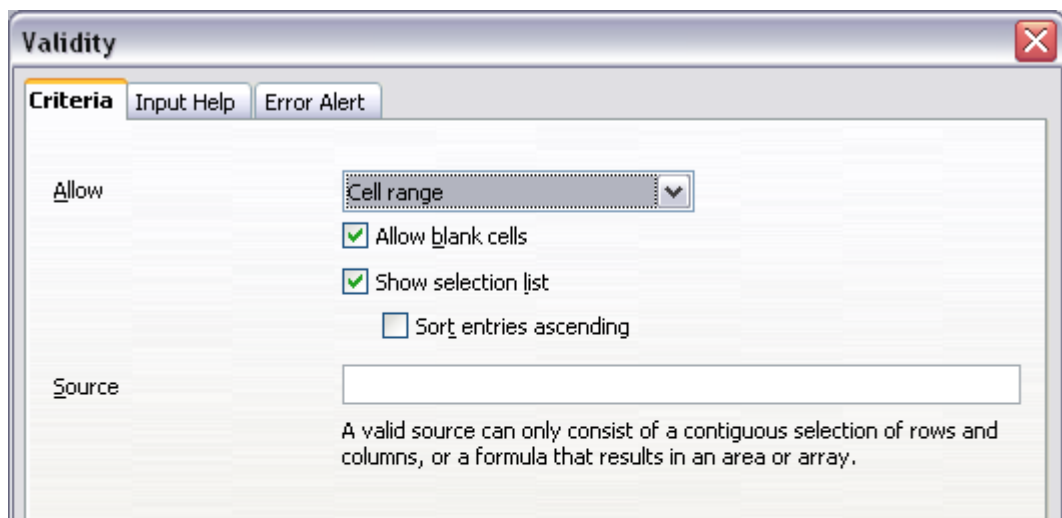 Validity
Criteria Input Help Error Alert
Allow Cell range
Allow blank cells
Show selection list
Sort entries ascending
Source
A valid source can only consist of a contiguous selection of rows and
columns, or a formula that results in an area or array.